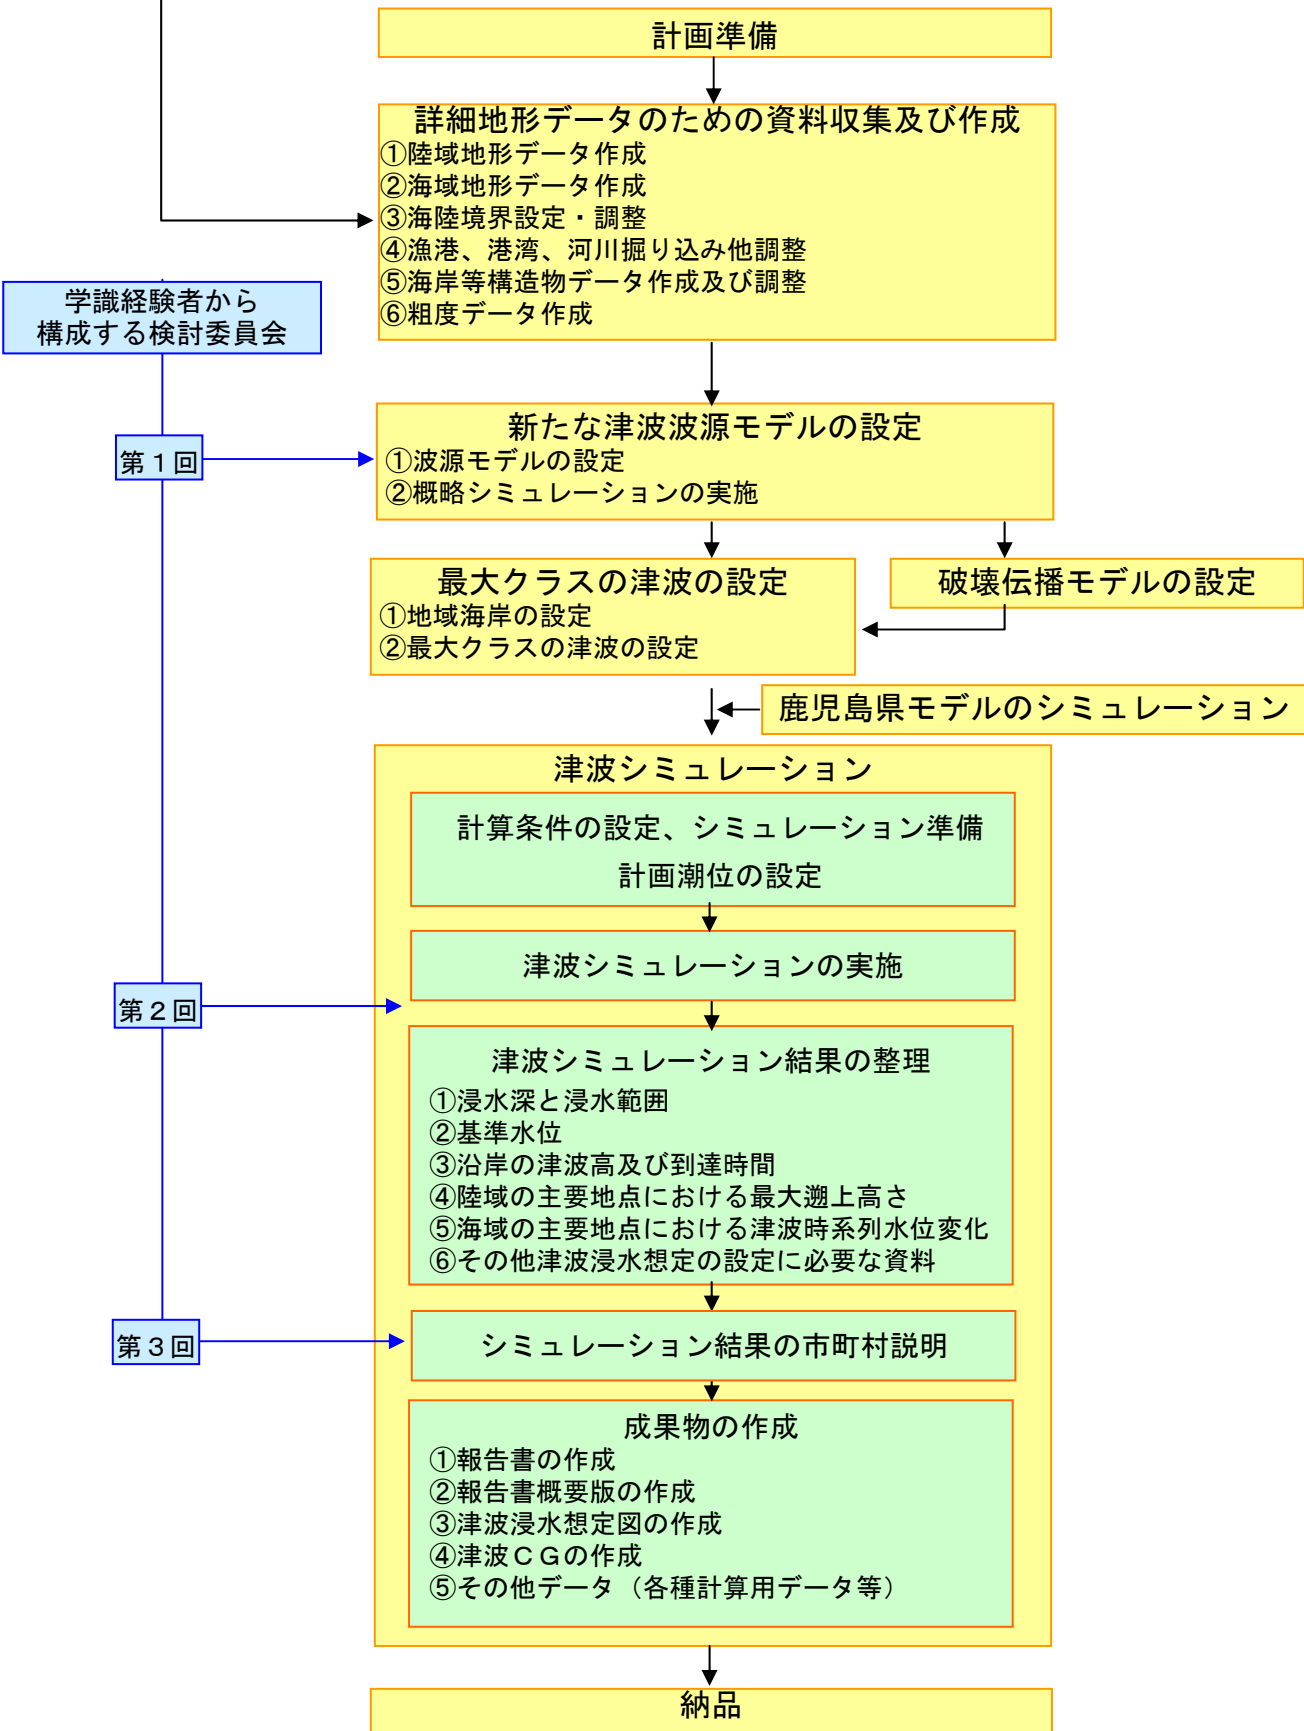 計画準備
詳細地形データのための資料収集及び作成
①陸域地形データ作成
②海域地形データ作成
③海陸境界設定・調整
④漁港、港湾、河川掘り込み他調整
⑤海岸等構造物データ作成及び調整
⑥粗度データ作成
学識経験者から
構成する検討委員会
新たな津波波源モデルの設定
①波源モデルの設定
②概略シミュレーションの実施
第１回
最大クラスの津波の設定
①地域海岸の設定
②最大クラスの津波の設定
破壊伝播モデルの設定
鹿児島県モデルのシミュレーション
津波シミュレーション
計算条件の設定、シミュレーション準備
計画潮位の設定
津波シミュレーションの実施
第２回
津波シミュレーション結果の整理
①浸水深と浸水範囲
②基準水位
③沿岸の津波高及び到達時間
④陸域の主要地点における最大遡上高さ
⑤海域の主要地点における津波時系列水位変化
⑥その他津波浸水想定の設定に必要な資料
第３回
シミュレーション結果の市町村説明
成果物の作成
①報告書の作成
②報告書概要版の作成
③津波浸水想定図の作成
④津波ＣＧの作成
⑤その他データ（各種計算用データ等）
納品